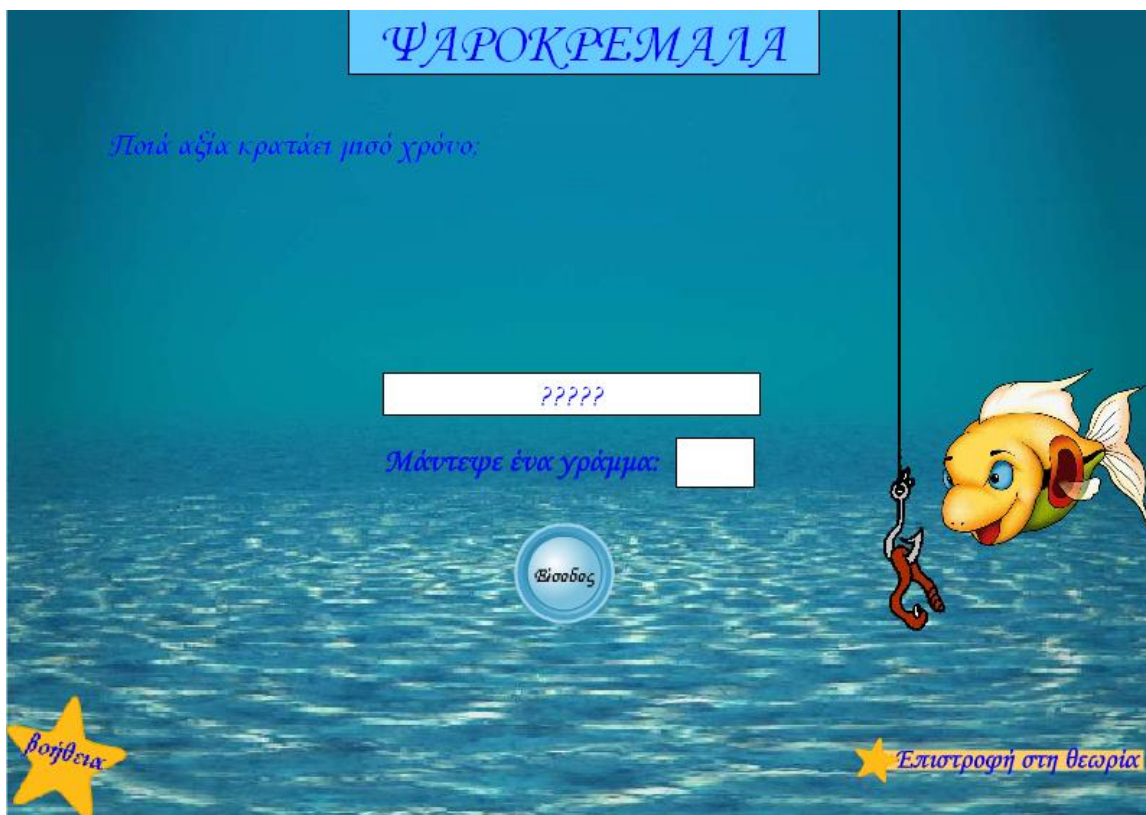 ΨΑΡΟΚΡΕΜΑΛΑ
Ποιά αξία κρατάει μισό χρόνο;
?????
Μάντεψε ένα γράμμα:
Είσοδος
βοήθεια
Επιστροφή στη θεωρία